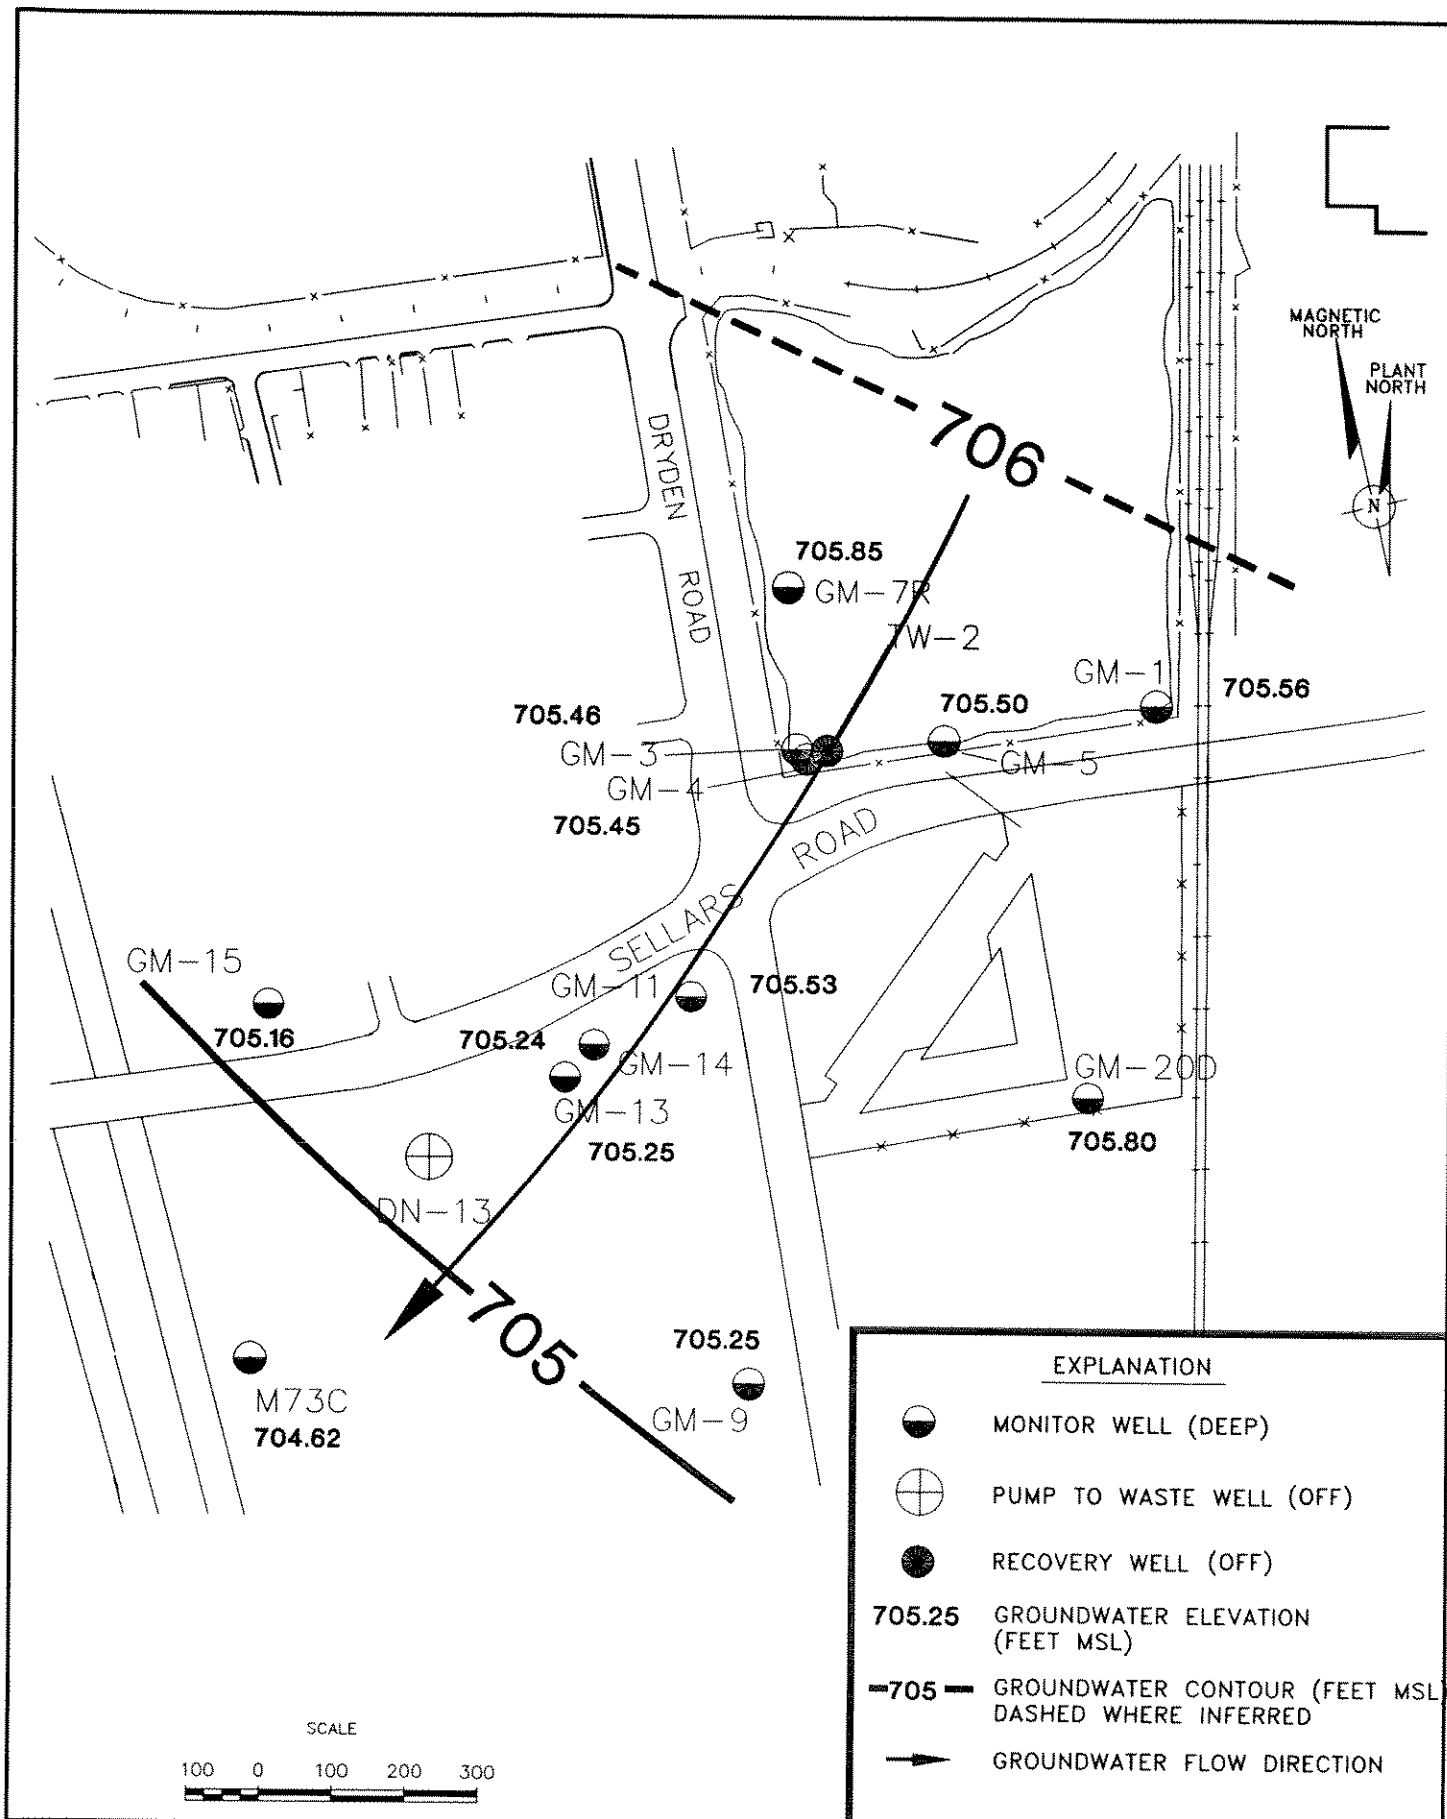 MAGNETIC
NORTH
PLANT
NORTH
N
706
DRYDEN
ROAD
705.85
GM-7R
TW-2
GM-1
705.56
705.46
705.50
GM-3
GM-5
GM-4
705.45
ROAD
SELLARS
GM-15
GM-11
705.53
705.16
705.24
GM-14
GM-20D
GM-13
705.25
705.80
DN-13
705
705.25
M73C
GM-9
704.62
EXPLANATION
MONITOR WELL (DEEP)
PUMP TO WASTE WELL (OFF)
RECOVERY WELL (OFF)
705.25 GROUNDWATER ELEVATION
(FEET MSL)
705 GROUNDWATER CONTOUR (FEET MSL)
DASHED WHERE INFERRED
GROUNDWATER FLOW DIRECTION
SCALE
100 0 100 200 300